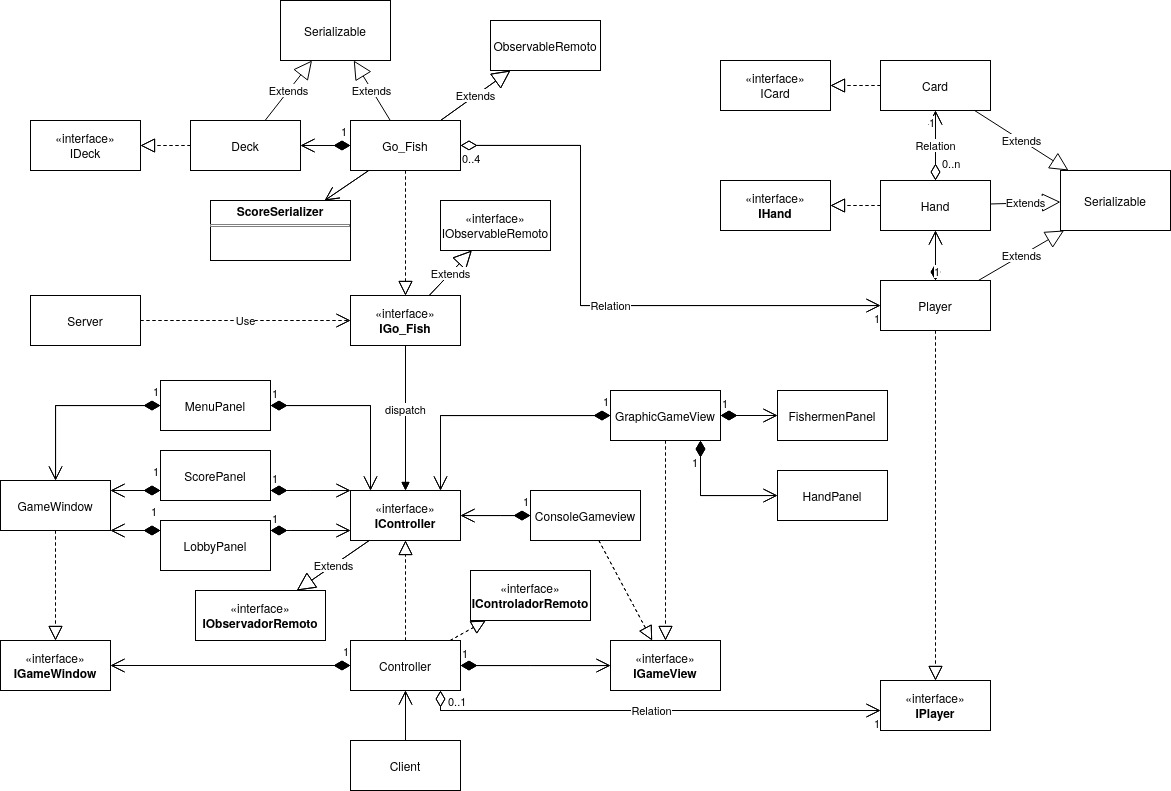 Serializable
ObservableRemoto
Extends
Extends
Extends
«interface»
ICard
Card
«interface»
IDeck
Deck
1
Go_Fish
0..4
1
Relation
Extends
0..n
ScoreSerializer
«interface»
IObservableRemoto
«interface»
IHand
Hand
Extends
Serializable
Extends
Extends
1
Server
Use
«interface»
IGo_Fish
Relation
1
Player
dispatch
1
MenuPanel
1
1
GraphicGameView
1
FishermenPanel
1
HandPanel
1
ScorePanel
1
GameWindow
«interface»
IController
1
ConsoleGameview
1
LobbyPanel
1
Extends
«interface»
IObservadorRemoto
«interface»
IControladorRemoto
«interface»
IGameWindow
1
Controller
1
«interface»
IGameView
0..1
Relation
1
«interface»
IPlayer
Client